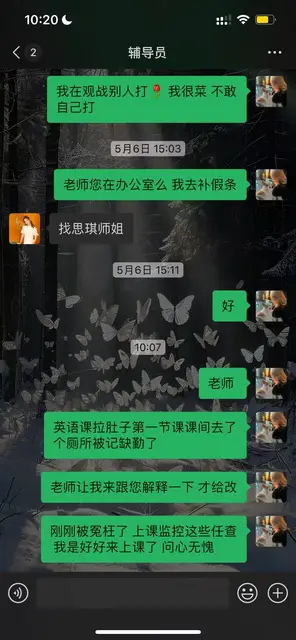 10:20
2
辅导员
我在观战别人打🌹 我很菜 不敢
自己打
5月6日 15:03
老师您在办公室么 我去补假条
找思琪师姐
5月6日 15:11
好
10:07
老师
英语课拉肚子第一节课课间去了
个厕所被记缺勤了
老师让我来跟您解释一下 才给改
刚刚被冤枉了 上课监控这些任查
我是好好来上课了 问心无愧